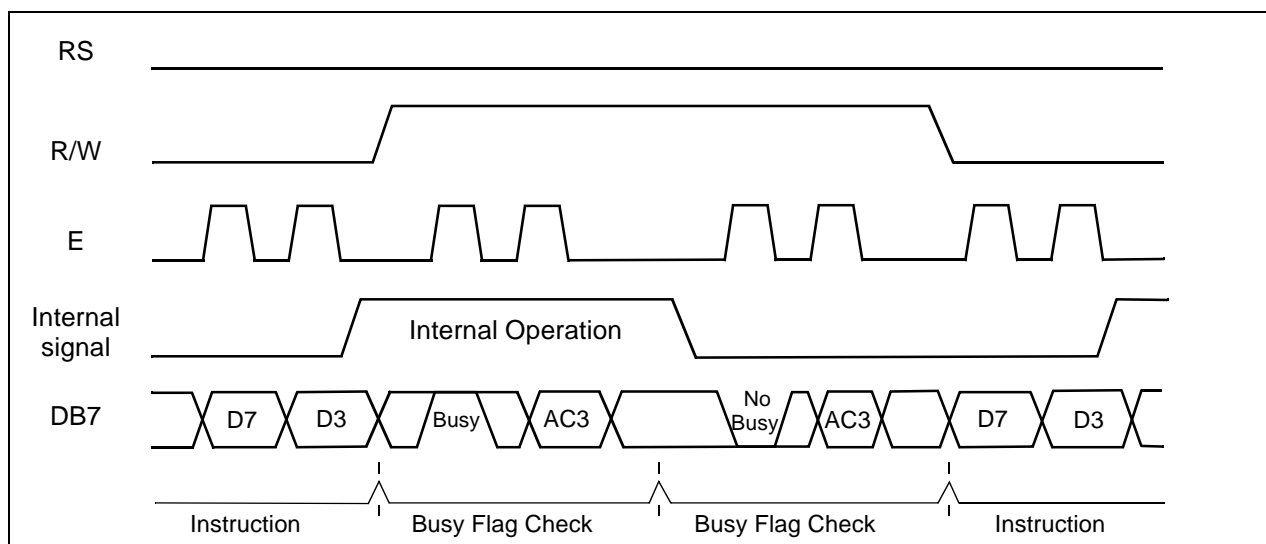 RS
R/W
E
Internal
signal
Internal Operation
DB7
D7
D3
Busy
AC3
No
Busy
AC3
D7
D3
Instruction
Busy Flag Check
Busy Flag Check
Instruction